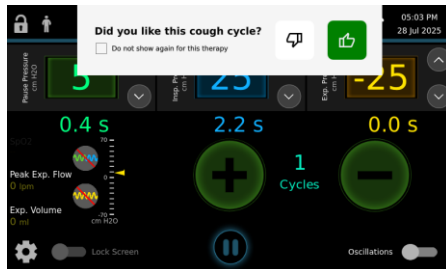 05:03 PM
28 Jul 2025
Did you like this cough cycle?
Do not show again for this therapy
Pause Pressure
cm H2O
5
Insp. Pr
cm H2O
25
Exp. Pr
cm H2O
-25
0.4 s
2.2 s
0.0 s
SpO2
70
Peak Exp. Flow
0 lpm
0
Exp. Volume
0 ml
-70
cm H2O
1
Cycles
Lock Screen
Oscillations